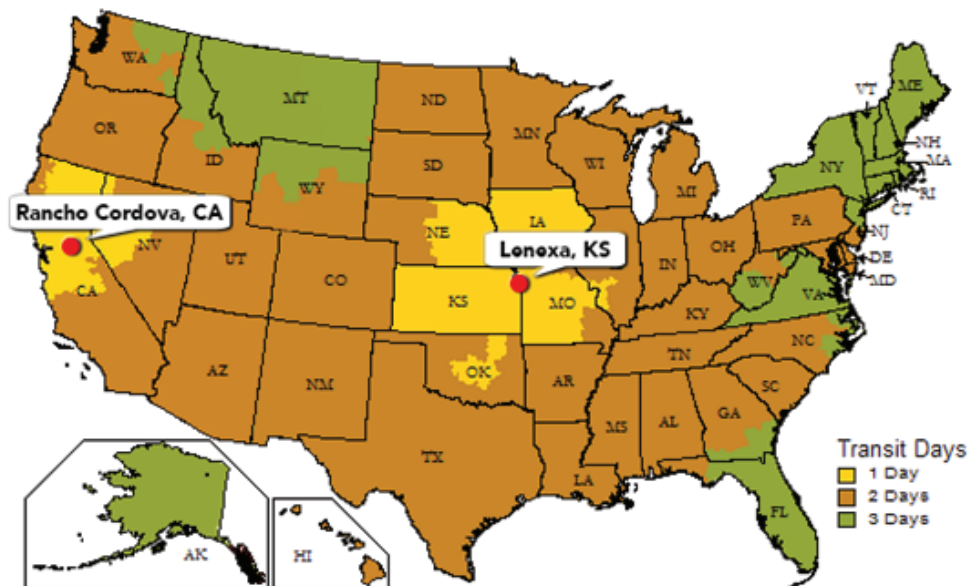 WA
MT
ND
MN
VT
ME
OR
ID
SD
WI
MI
NY
NH
MA
RI
CT
WY
Rancho Cordova, CA
NV
NE
IA
Lenexa, KS
PA
NJ
OH
IN
DE
MD
UT
CO
CA
KS
MO
WV
VA
KY
AZ
NM
OK
AR
TN
NC
SC
MS
AL
GA
TX
LA
FL
Transit Days
1 Day
2 Days
3 Days
AK
HI